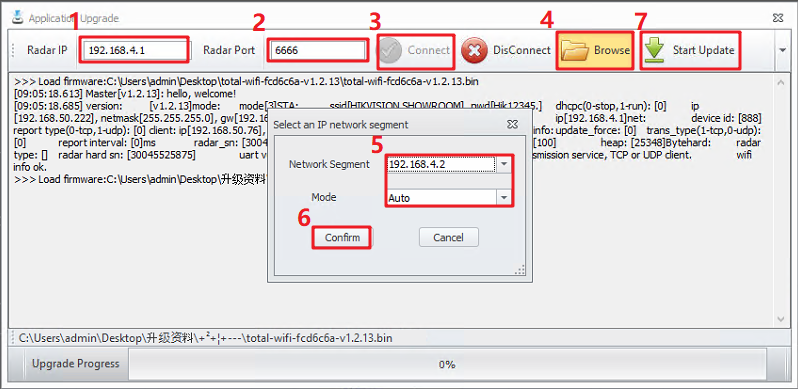 Application Upgrade
1 2 3 4 7
Radar IP 192.168.4.1 Radar Port 6666 Connect DisConnect Browse Start Update
>>> Load firmware:C:\Users\admin\Desktop\total-wifi-fcd6c6a-v1.2.13\total-wifi-fcd6c6a-v1.2.13.bin
[09:05:18.613] Master[v1.2.13]: hello, welcome!
[09:05:18.685] version: [v1.2.13]mode: mode[3]STA: ssid[HIKVISION SHOWROOM] pwd[Hik12345.] dhcpc(0-stop,1-run): [0] ip
[192.168.50.222], netmask[255.255.255.0], gw[192.16 ip[192.168.4.1]net: device id: [888]
report type(0-tcp,1-udp): [0] client: ip[192.168.50.76], info:update_force: [0] trans_type(1-tcp,0-udp):
[0] report interval: [0]ms radar_sn: [3004 [100] heap: [25348]Bytehard: radar
type: [] radar hard sn: [30045525875] uart v smission service, TCP or UDP client. wifi
info ok.
>>> Load firmware:C:\Users\admin\Desktop\升级资料\
Select an IP network segment
5
Network Segment 192.168.4.2
Mode Auto
6
Confirm Cancel
C:\Users\admin\Desktop\升级资料\+²+¦+---\total-wifi-fcd6c6a-v1.2.13.bin
Upgrade Progress 0%